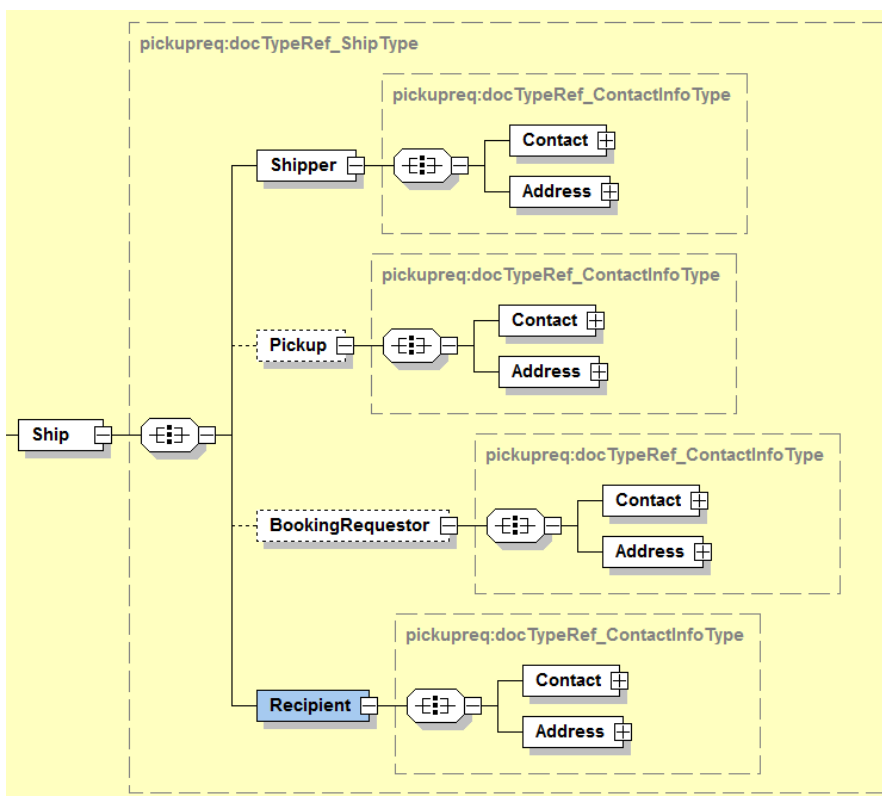 pickupreq:docTypeRef_ShipType
pickupreq:docTypeRef_ContactInfoType
Contact
Shipper
Address
pickupreq:docTypeRef_ContactInfoType
Contact
Pickup
Address
Ship
pickupreq:docTypeRef_ContactInfoType
Contact
BookingRequestor
Address
pickupreq:docTypeRef_ContactInfoType
Contact
Recipient
Address